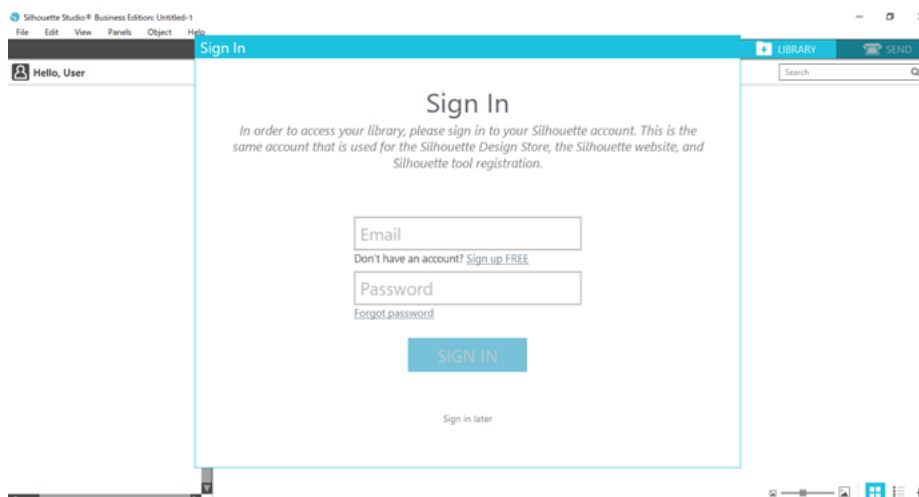 Silhouette Studio® Business Edition: Untitled-1
File Edit View Panels Object Help
Sign In
LIBRARY
SEND
Hello, User
Search
Sign In
In order to access your library, please sign in to your Silhouette account. This is the
same account that is used for the Silhouette Design Store, the Silhouette website, and
Silhouette tool registration.
Email
Don't have an account? Sign up FREE
Password
Forgot password
SIGN IN
Sign in later